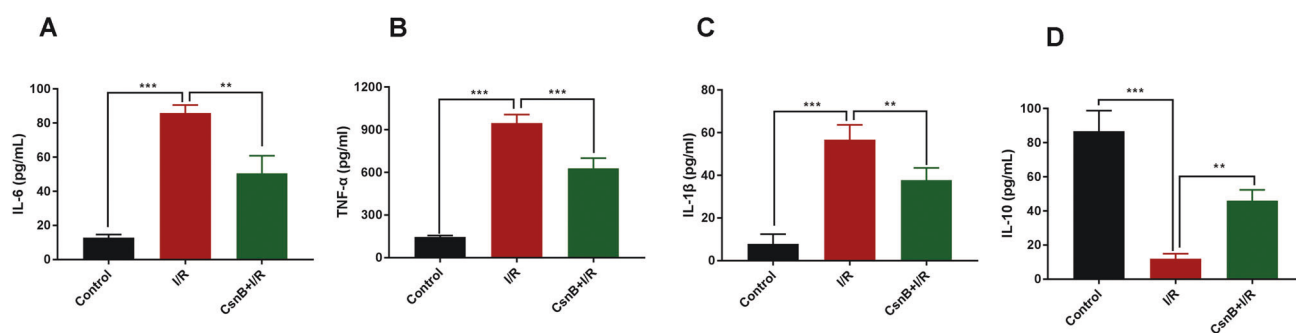 A
IL-6 (pg/mL)
100
80
60
40
20
0
***
**
Control
I/R
CsnB+I/R
B
TNF-α (pg/ml)
1200
900
600
300
0
***
***
Control
I/R
CsnB+I/R
C
IL-1β (pg/ml)
80
60
40
20
0
***
**
Control
I/R
CsnB+I/R
D
IL-10 (pg/mL)
100
80
60
40
20
0
***
**
Control
I/R
CsnB+I/R